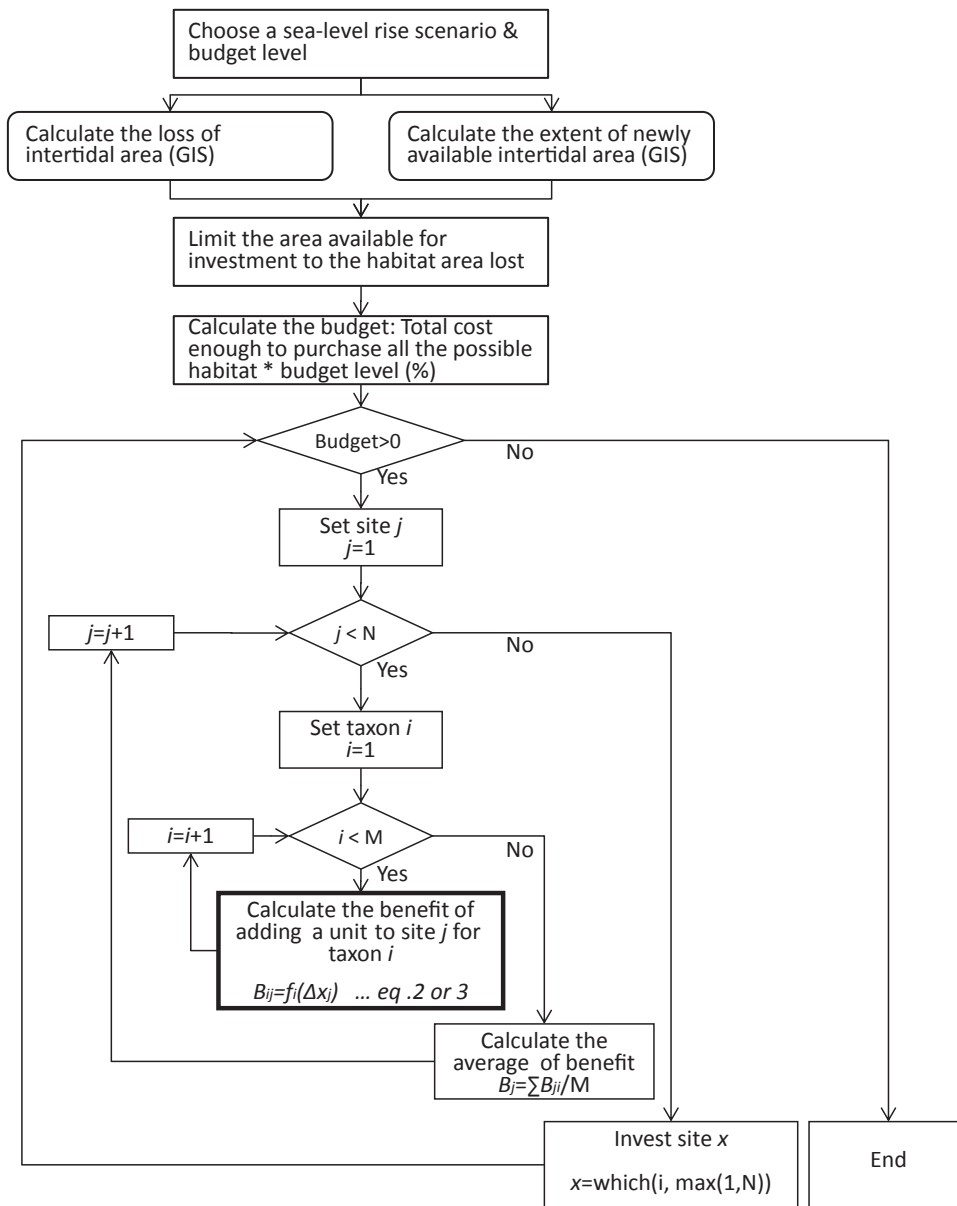 Choose a sea-level rise scenario &
budget level
Calculate the loss of
intertidal area (GIS)
Calculate the extent of newly
available intertidal area (GIS)
Limit the area available for
investment to the habitat area lost
Calculate the budget: Total cost
enough to purchase all the possible
habitat * budget level (%)
Budget>0
No
Yes
Set site j
j=1
j=j+1
j < N
No
Yes
Set taxon i
i=1
i=i+1
i < M
No
Yes
Calculate the benefit of
adding a unit to site j for
taxon i
Bij=fi(Δxj) ... eq .2 or 3
Calculate the
average of benefit
Bj=∑Bji/M
Invest site x
x=which(i, max(1,N))
End